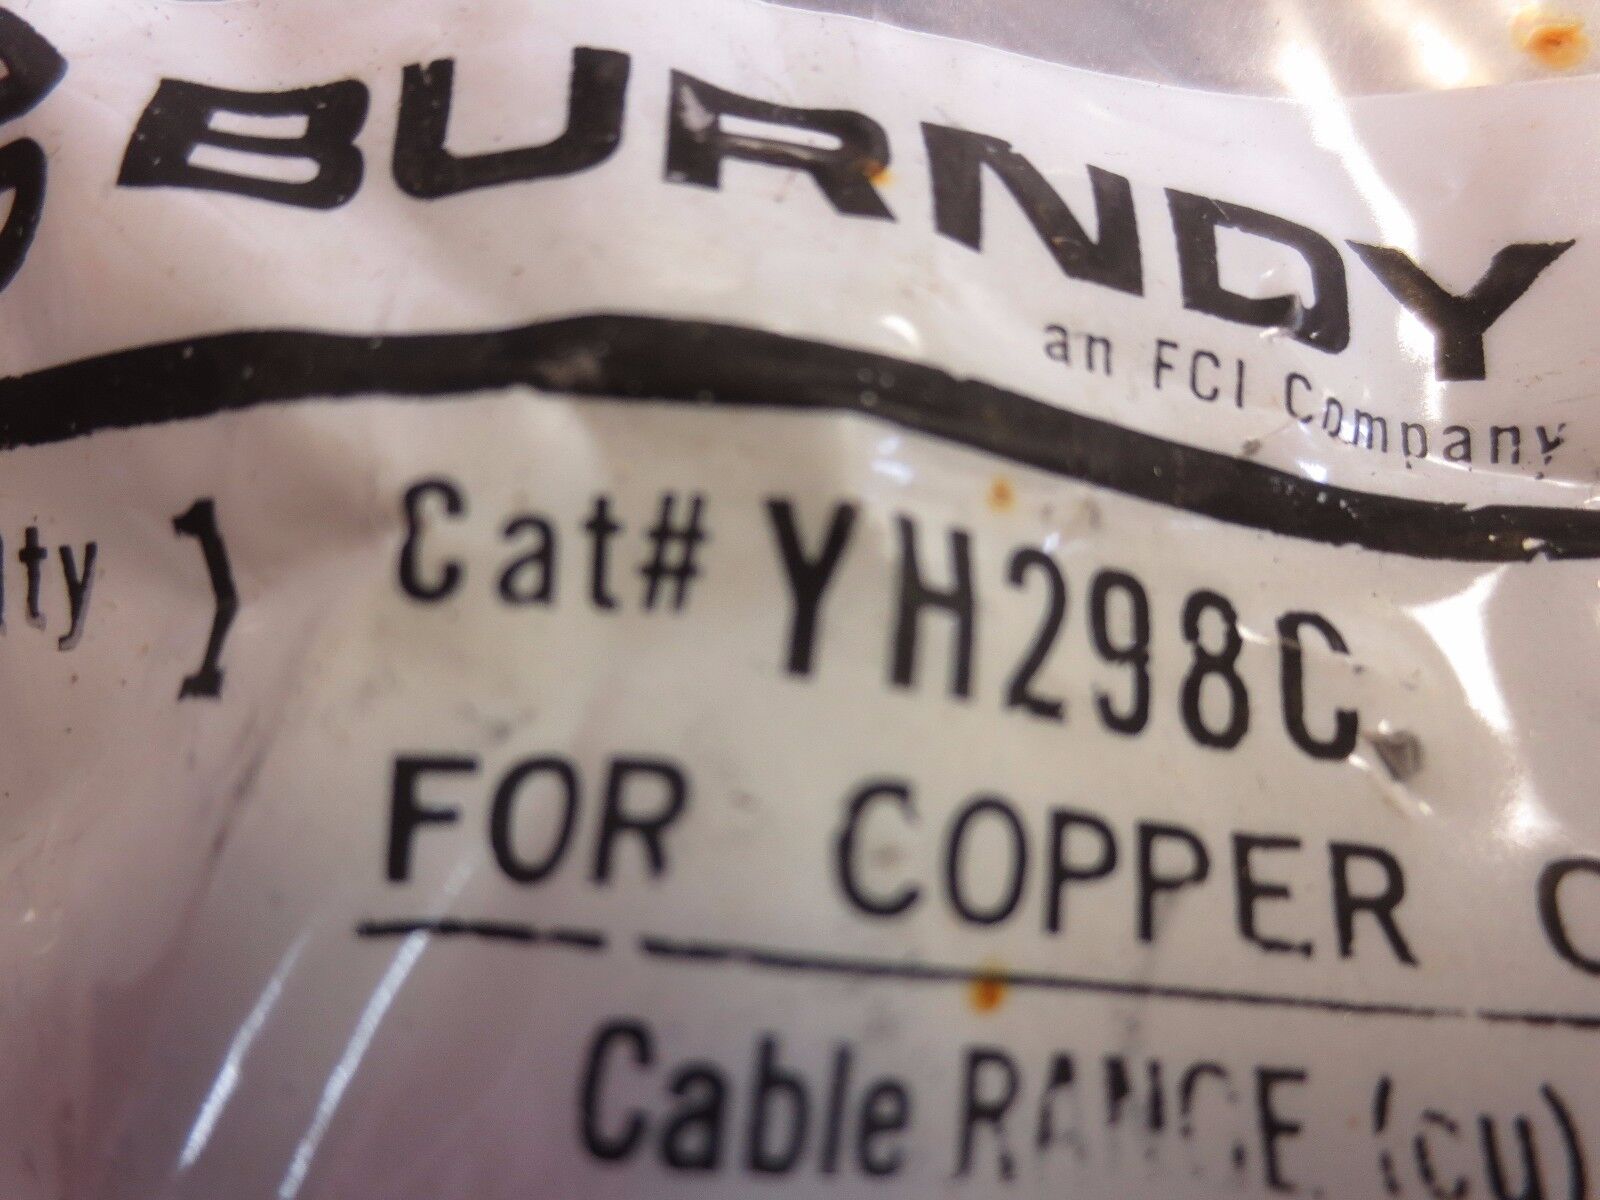 BURNDY
an FCI Company
ity 1 Cat# YH298C
FOR COPPER C
Cable RANGE (cu)